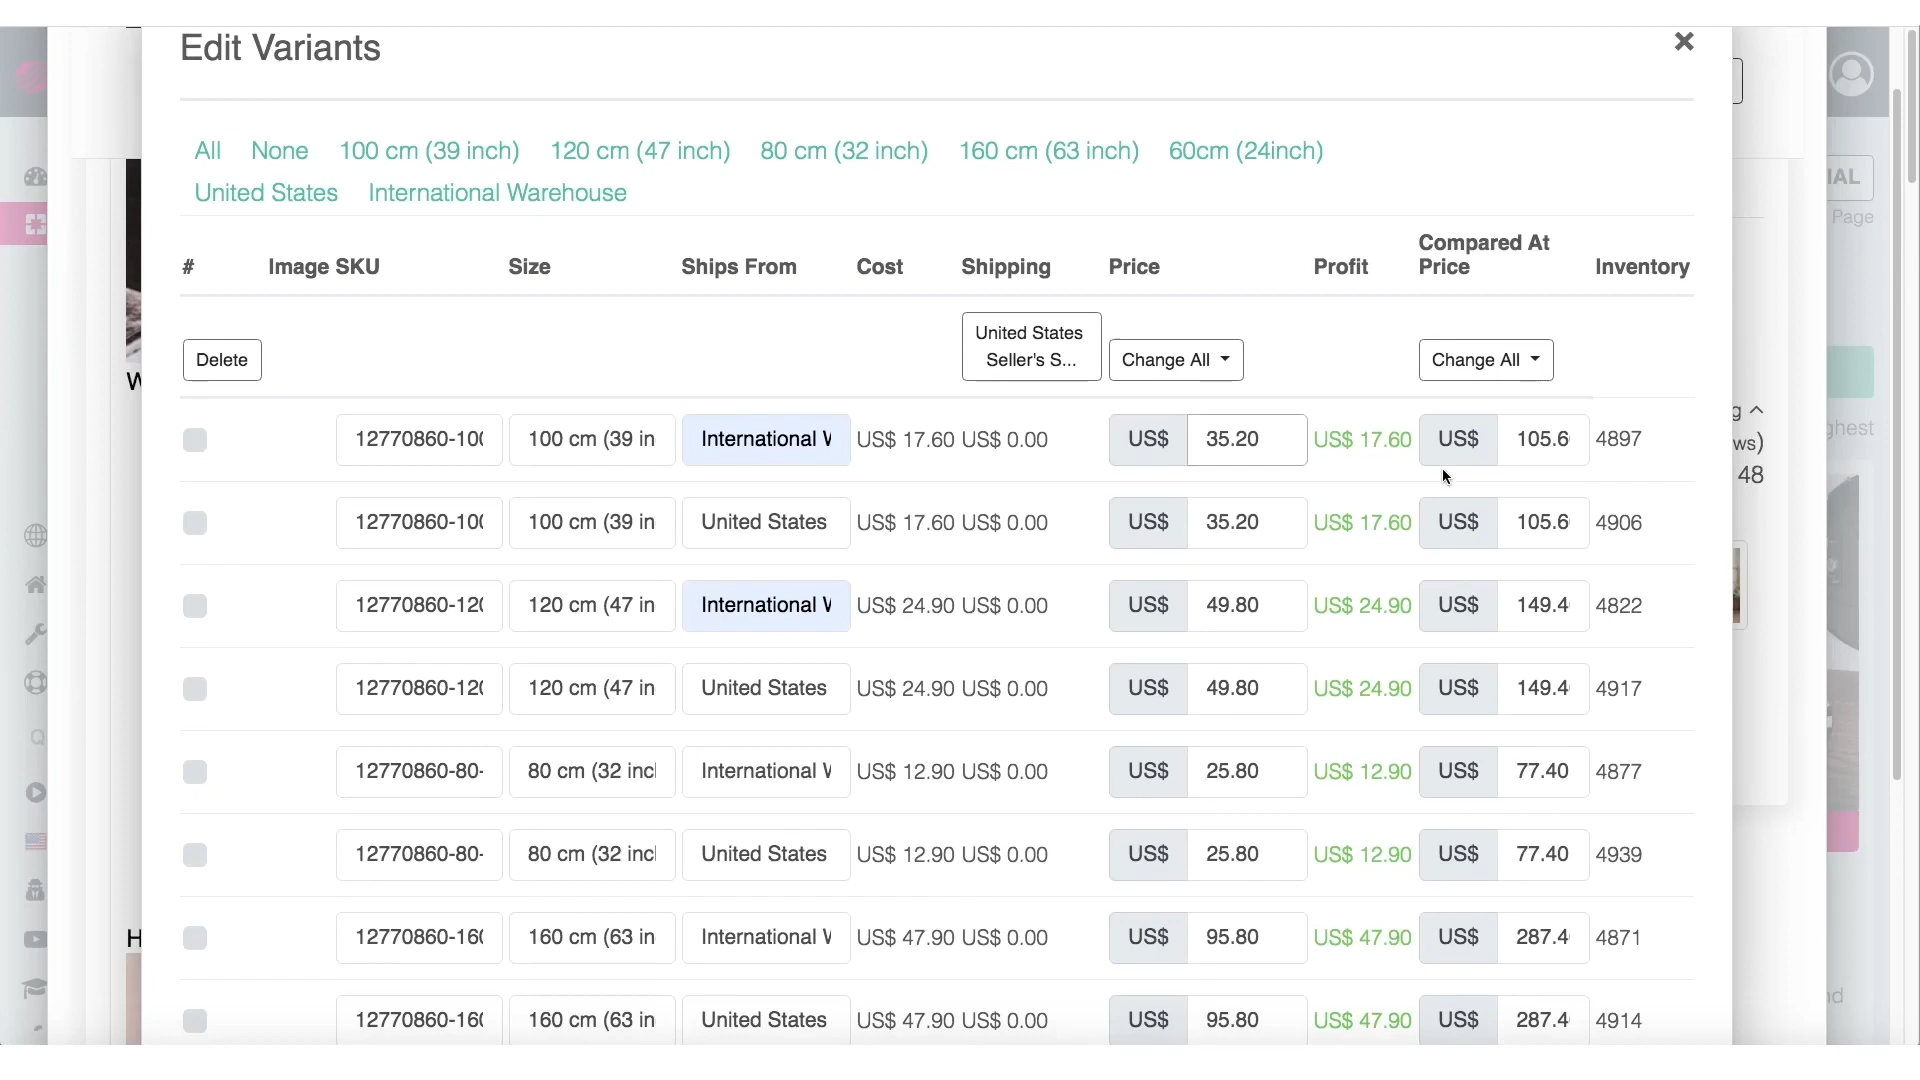 Edit Variants
All None 100 cm (39 inch) 120 cm (47 inch) 80 cm (32 inch) 160 cm (63 inch) 60cm (24inch)
United States International Warehouse
# Image SKU Size Ships From Cost Shipping Price Profit Compared At Price Inventory
Delete United States Seller's S... Change All Change All
12770860-10 100 cm (39 in International US$ 17.60 US$ 0.00 US$ 35.20 US$ 17.60 US$ 105.6 4897
12770860-10 100 cm (39 in United States US$ 17.60 US$ 0.00 US$ 35.20 US$ 17.60 US$ 105.6 4906
12770860-12 120 cm (47 in International US$ 24.90 US$ 0.00 US$ 49.80 US$ 24.90 US$ 149.4 4822
12770860-12 120 cm (47 in United States US$ 24.90 US$ 0.00 US$ 49.80 US$ 24.90 US$ 149.4 4917
12770860-80- 80 cm (32 inc International US$ 12.90 US$ 0.00 US$ 25.80 US$ 12.90 US$ 77.40 4877
12770860-80- 80 cm (32 inc United States US$ 12.90 US$ 0.00 US$ 25.80 US$ 12.90 US$ 77.40 4939
12770860-16 160 cm (63 in International US$ 47.90 US$ 0.00 US$ 95.80 US$ 47.90 US$ 287.4 4871
12770860-16 160 cm (63 in United States US$ 47.90 US$ 0.00 US$ 95.80 US$ 47.90 US$ 287.4 4914
IAL
Page
ghest
ws)
48